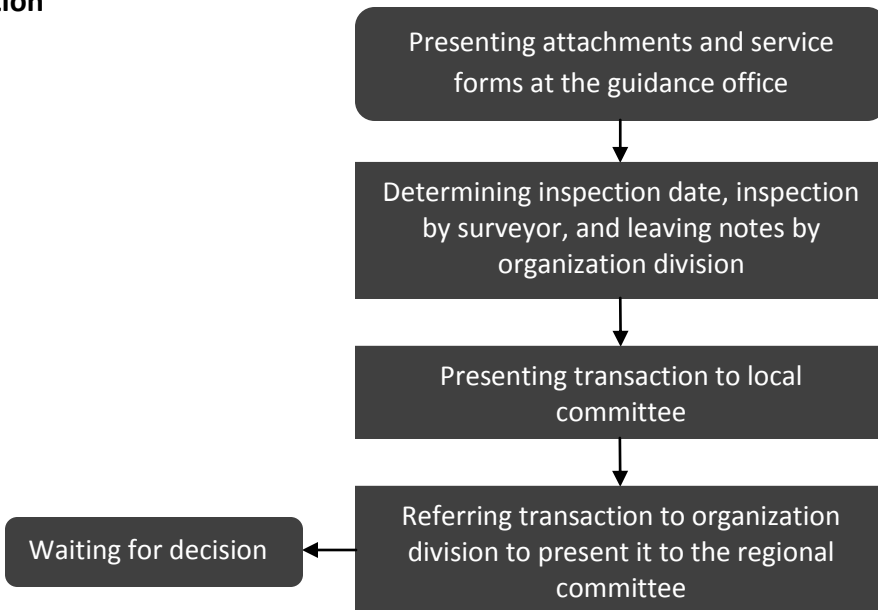 Presenting attachments and service
forms at the guidance office
Determining inspection date, inspection
by surveyor, and leaving notes by
organization division
Presenting transaction to local
committee
Referring transaction to organization
division to present it to the regional
committee
Waiting for decision